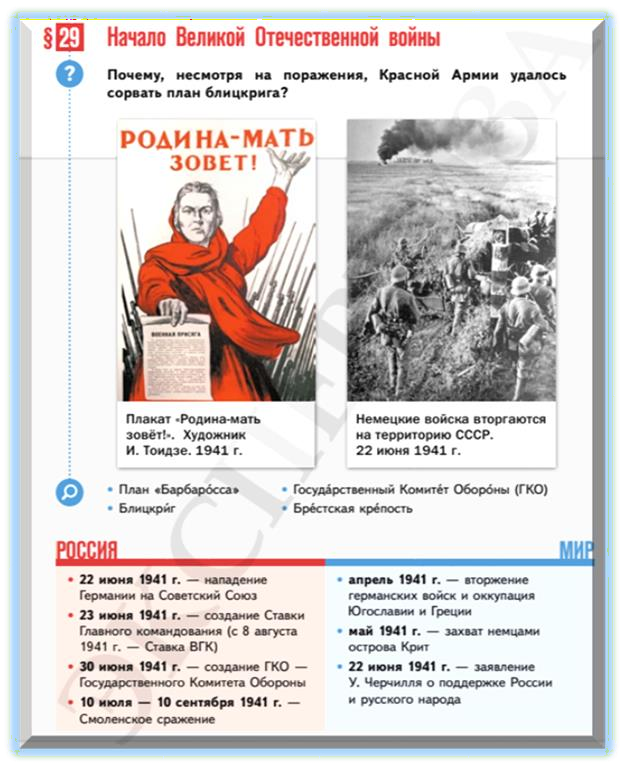 § 29 Начало Великой Отечественной войны
?
Почему, несмотря на поражения, Красной Армии удалось
сорвать план блицкрига?
РОДИНА-МАТЬ
ЗОВЕТ!
ВОЕННАЯ ПРИСЯГА
Плакат «Родина-мать
зовёт!». Художник
И. Тоидзе. 1941 г.
Немецкие войска вторгаются
на территорию СССР.
22 июня 1941 г.
• План «Барбаро́сса»
• Блицкри́г
• Госуда́рственный Комите́т Оборо́ны (ГКО)
• Бре́стская кре́пость
РОССИЯ
• 22 июня 1941 г. — нападение
Германии на Советский Союз
• 23 июня 1941 г. — создание Ставки
Главного командования (с 8 августа
1941 г. — Ставка ВГК)
• 30 июня 1941 г. — создание ГКО —
Государственного Комитета Обороны
• 10 июля — 10 сентября 1941 г. —
Смоленское сражение
МИР
• апрель 1941 г. — вторжение
германских войск и оккупация
Югославии и Греции
• май 1941 г. — захват немцами
острова Крит
• 22 июня 1941 г. — заявление
У. Черчилля о поддержке России
и русского народа